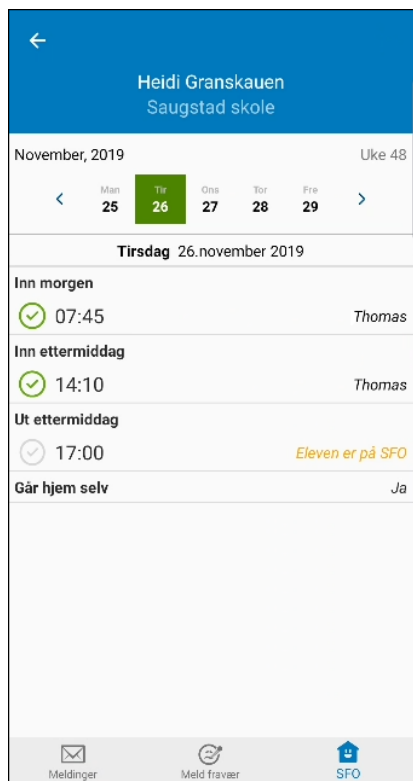 Heidi Granskauen
Saugstad skole
November, 2019 Uke 48
Man Tir Ons Tor Fre
25 26 27 28 29
Tirsdag 26.november 2019
Inn morgen
07:45 Thomas
Inn ettermiddag
14:10 Thomas
Ut ettermiddag
17:00 Eleven er på SFO
Går hjem selv Ja
Meldinger Meld fravær SFO